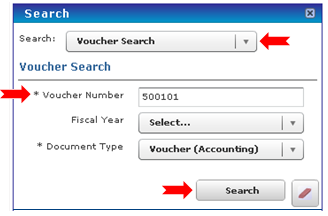 Search
Search: Voucher Search
Voucher Search
* Voucher Number 500101
Fiscal Year Select...
* Document Type Voucher (Accounting)
Search